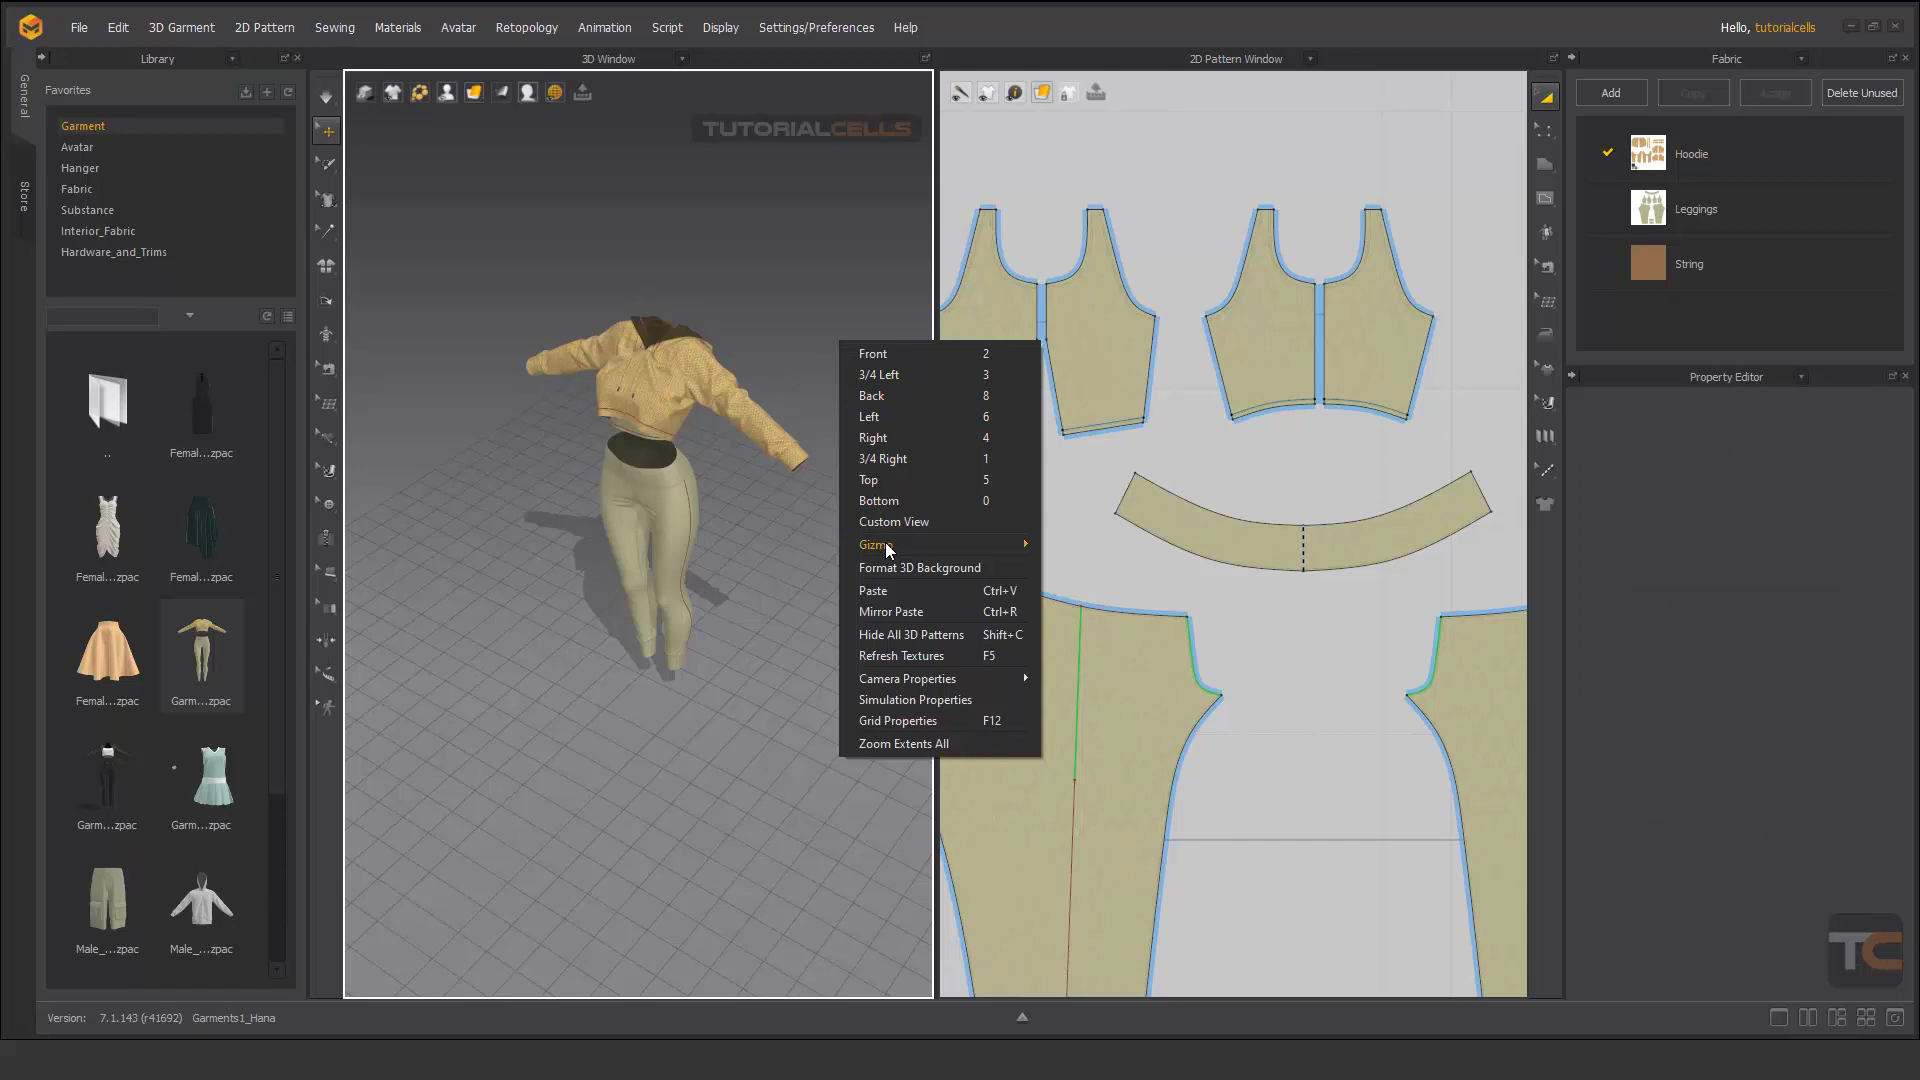 File Edit 3D Garment 2D Pattern Sewing Materials Avatar Retopology Animation Script Display Settings/Preferences Help
Hello, tutorialcells
Library
3D Window
2D Pattern Window
Fabric
General
Store
Favorites
Garment
Avatar
Hanger
Fabric
Substance
Interior_Fabric
Hardware_and_Trims
..
Femal...zpac
Femal...zpac
Femal...zpac
Femal...zpac
Garm...zpac
Garm...zpac
Garm...zpac
Male_...zpac
Male_...zpac
TUTORIALCELLS
Front 2
3/4 Left 3
Back 8
Left 6
Right 4
3/4 Right 1
Top 5
Bottom 0
Custom View
Gizmo
Format 3D Background
Paste Ctrl+V
Mirror Paste Ctrl+R
Hide All 3D Patterns Shift+C
Refresh Textures F5
Camera Properties
Simulation Properties
Grid Properties F12
Zoom Extents All
Add Copy Assign Delete Unused
Hoodie
Leggings
String
Property Editor
TC
Version: 7.1.143 (r41692) Garments1_Hana